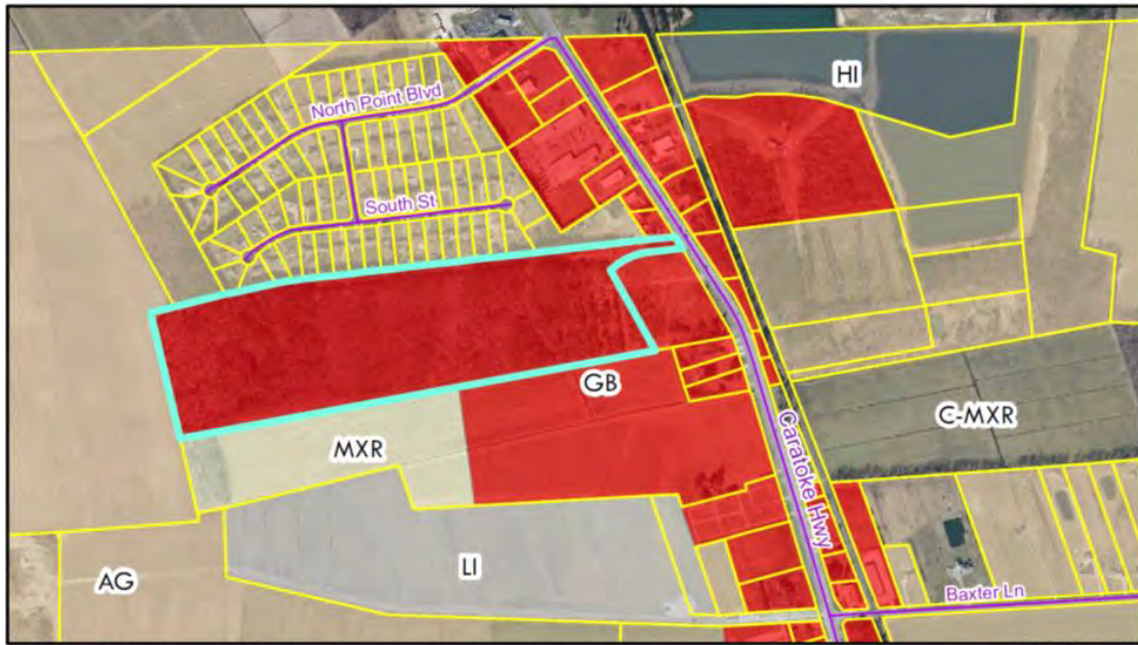 HI
North Point Blvd
South St
GB
C-MXR
MXR
Caratoke Hwy
LI
AG
Baxter Ln